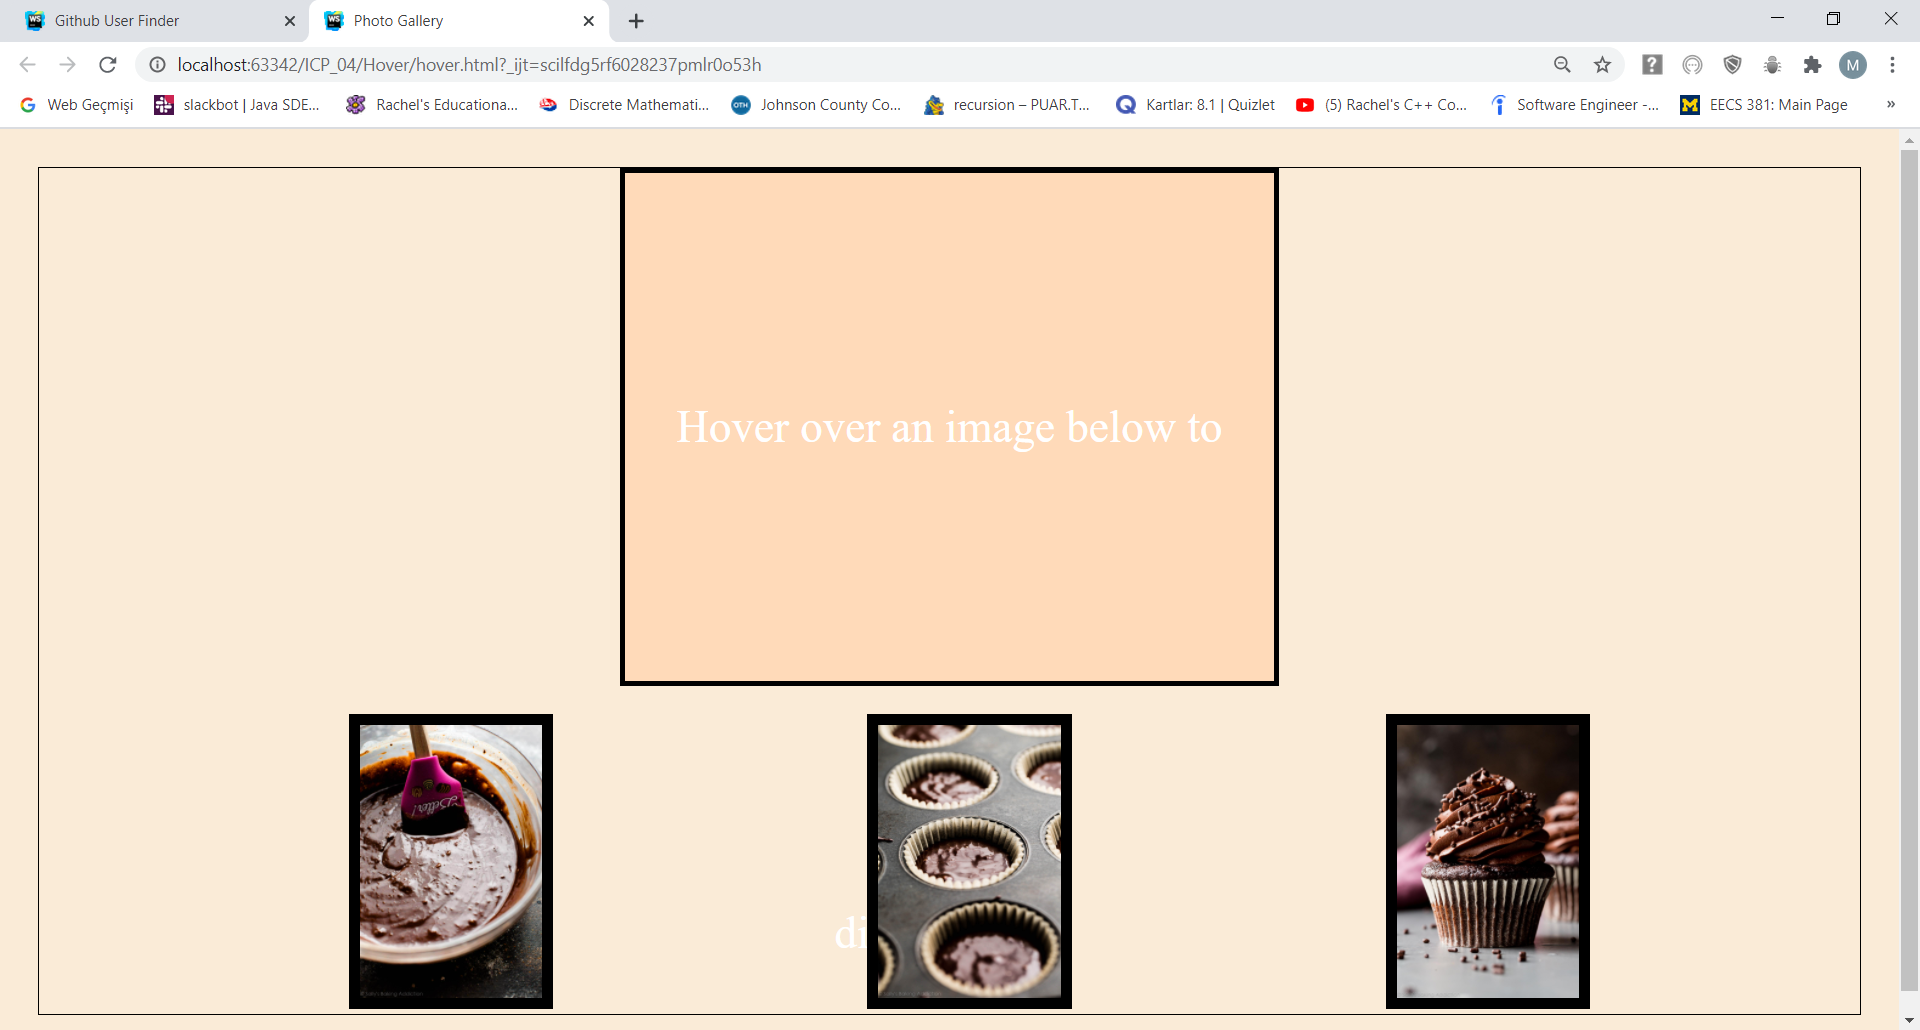 Github User Finder
Photo Gallery
localhost:63342/ICP_04/Hover/hover.html?_ijt=scilfdg5rf6028237pmlr0o53h
M
Web Geçmişi
slackbot | Java SDE...
Rachel's Educationa...
Discrete Mathemati...
Johnson County Co...
recursion – PUAR.T...
Kartlar: 8.1 | Quizlet
(5) Rachel's C++ Co...
Software Engineer -...
EECS 381: Main Page
»
Hover over an image below to
di